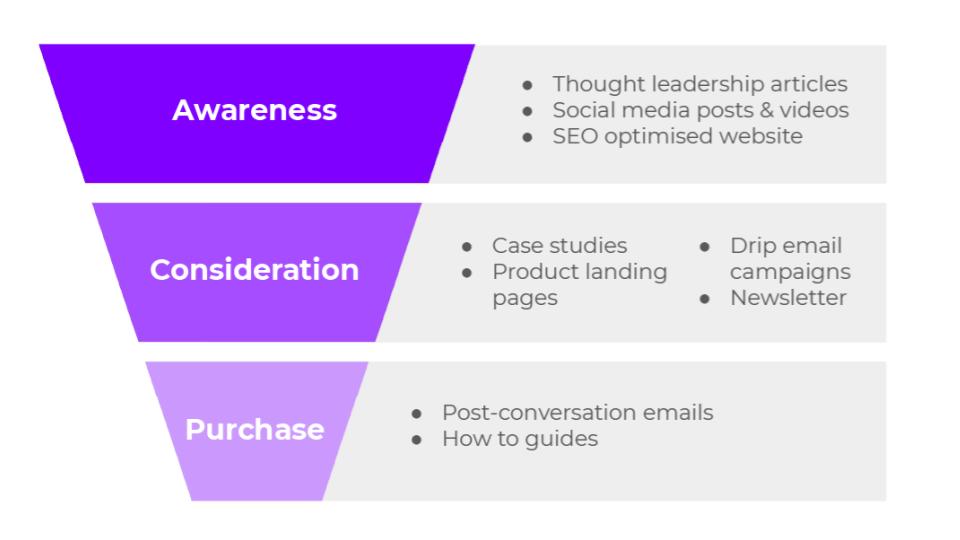 Awareness
Thought leadership articles
Social media posts & videos
SEO optimised website
Consideration
Case studies
Product landing
pages
Drip email
campaigns
Newsletter
Purchase
Post-conversation emails
How to guides